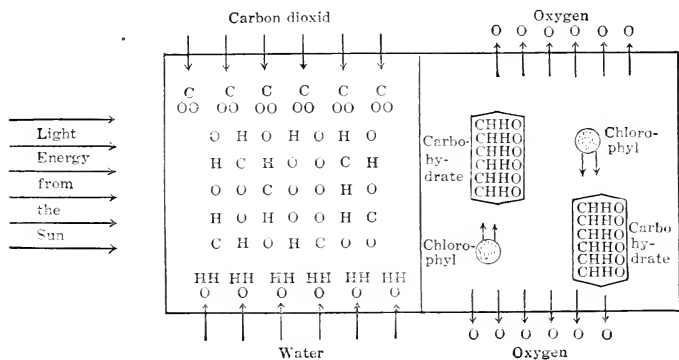 Carbon dioxid
Oxygen
O O O O O O
C C C C C C
OO OO OO OO OO OO
Light
Energy
from
the
Sun
O H O H O H O
H C H O O C H
O O C O O H O
H O H O O H C
C H O H C O O
HH HH HH HH HH HH
O O O O O O
Water
Carbo-
hy-
drate
CHHO
CHHO
CHHO
CHHO
CHHO
CHHO
Chloro-
phyl
Chloro-
phyl
CHHO
CHHO
CHHO
CHHO
CHHO
CHHO
Carbo
hy-
drate
O O O O O O
Oxygen